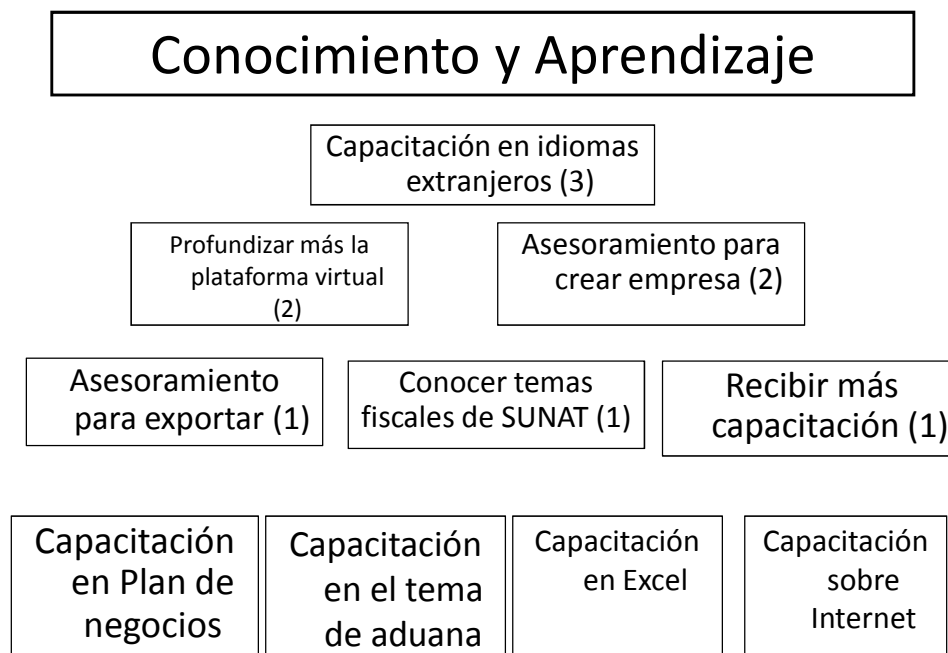 Conocimiento y Aprendizaje
Capacitación en idiomas
extranjeros (3)
Profundizar más la
plataforma virtual
(2)
Asesoramiento para
crear empresa (2)
Asesoramiento
para exportar (1)
Conocer temas
fiscales de SUNAT (1)
Recibir más
capacitación (1)
Capacitación
en Plan de
negocios
Capacitación
en el tema
de aduana
Capacitación
en Excel
Capacitación
sobre
Internet